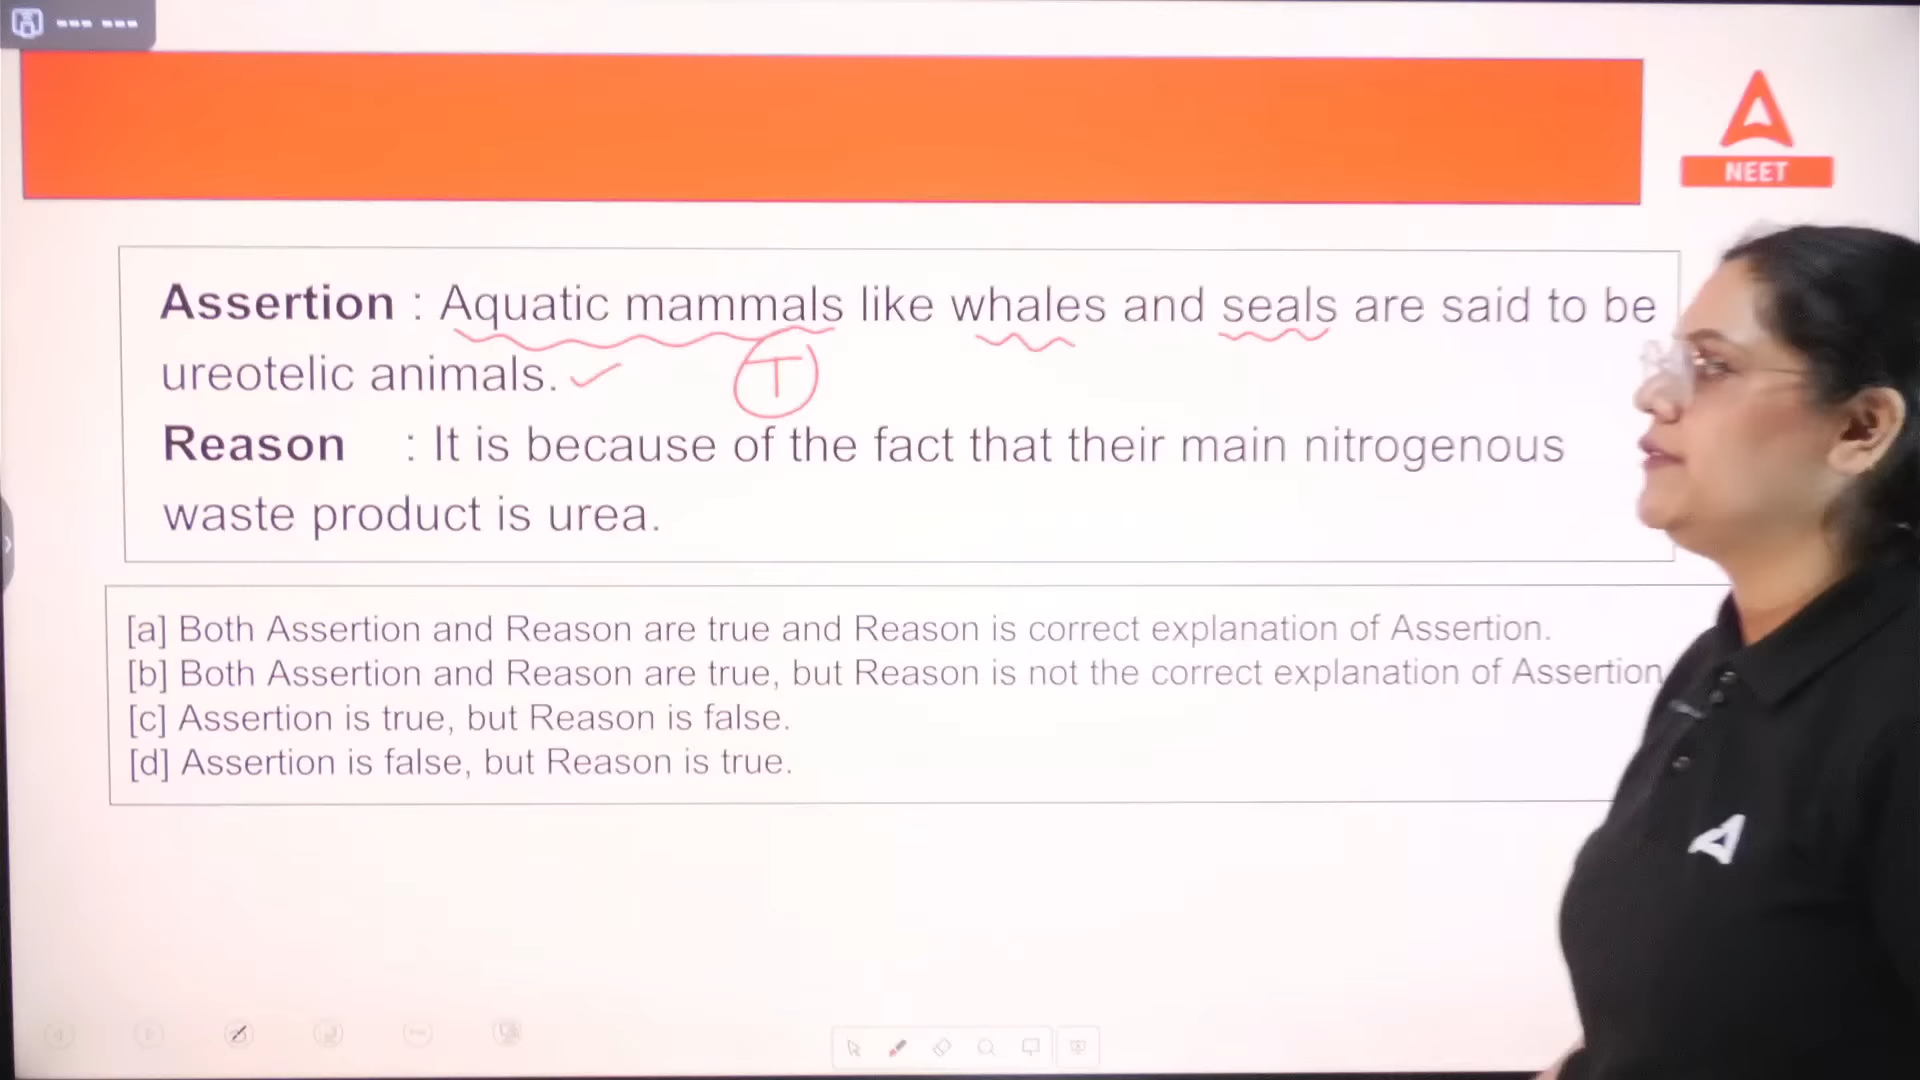 NEET
Assertion : Aquatic mammals like whales and seals are said to be
ureotelic animals.
T
Reason : It is because of the fact that their main nitrogenous
waste product is urea.
[a] Both Assertion and Reason are true and Reason is correct explanation of Assertion.
[b] Both Assertion and Reason are true, but Reason is not the correct explanation of Assertion
[c] Assertion is true, but Reason is false.
[d] Assertion is false, but Reason is true.